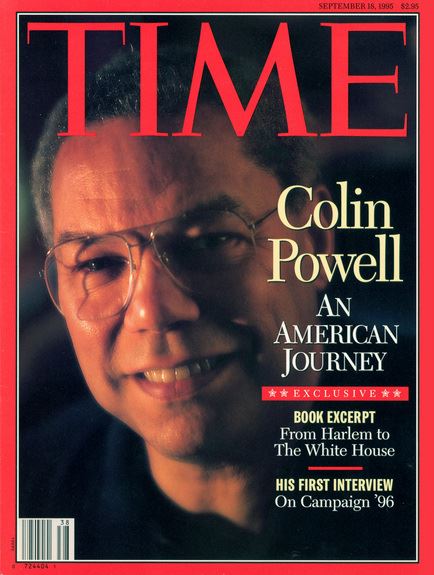 SEPTEMBER 18, 1995 $2.95
TIME
Colin
Powell
AN
AMERICAN
JOURNEY
★★EXCLUSIVE★★
BOOK EXCERPT
From Harlem to
The White House
HIS FIRST INTERVIEW
On Campaign '96
38
0 724404 1